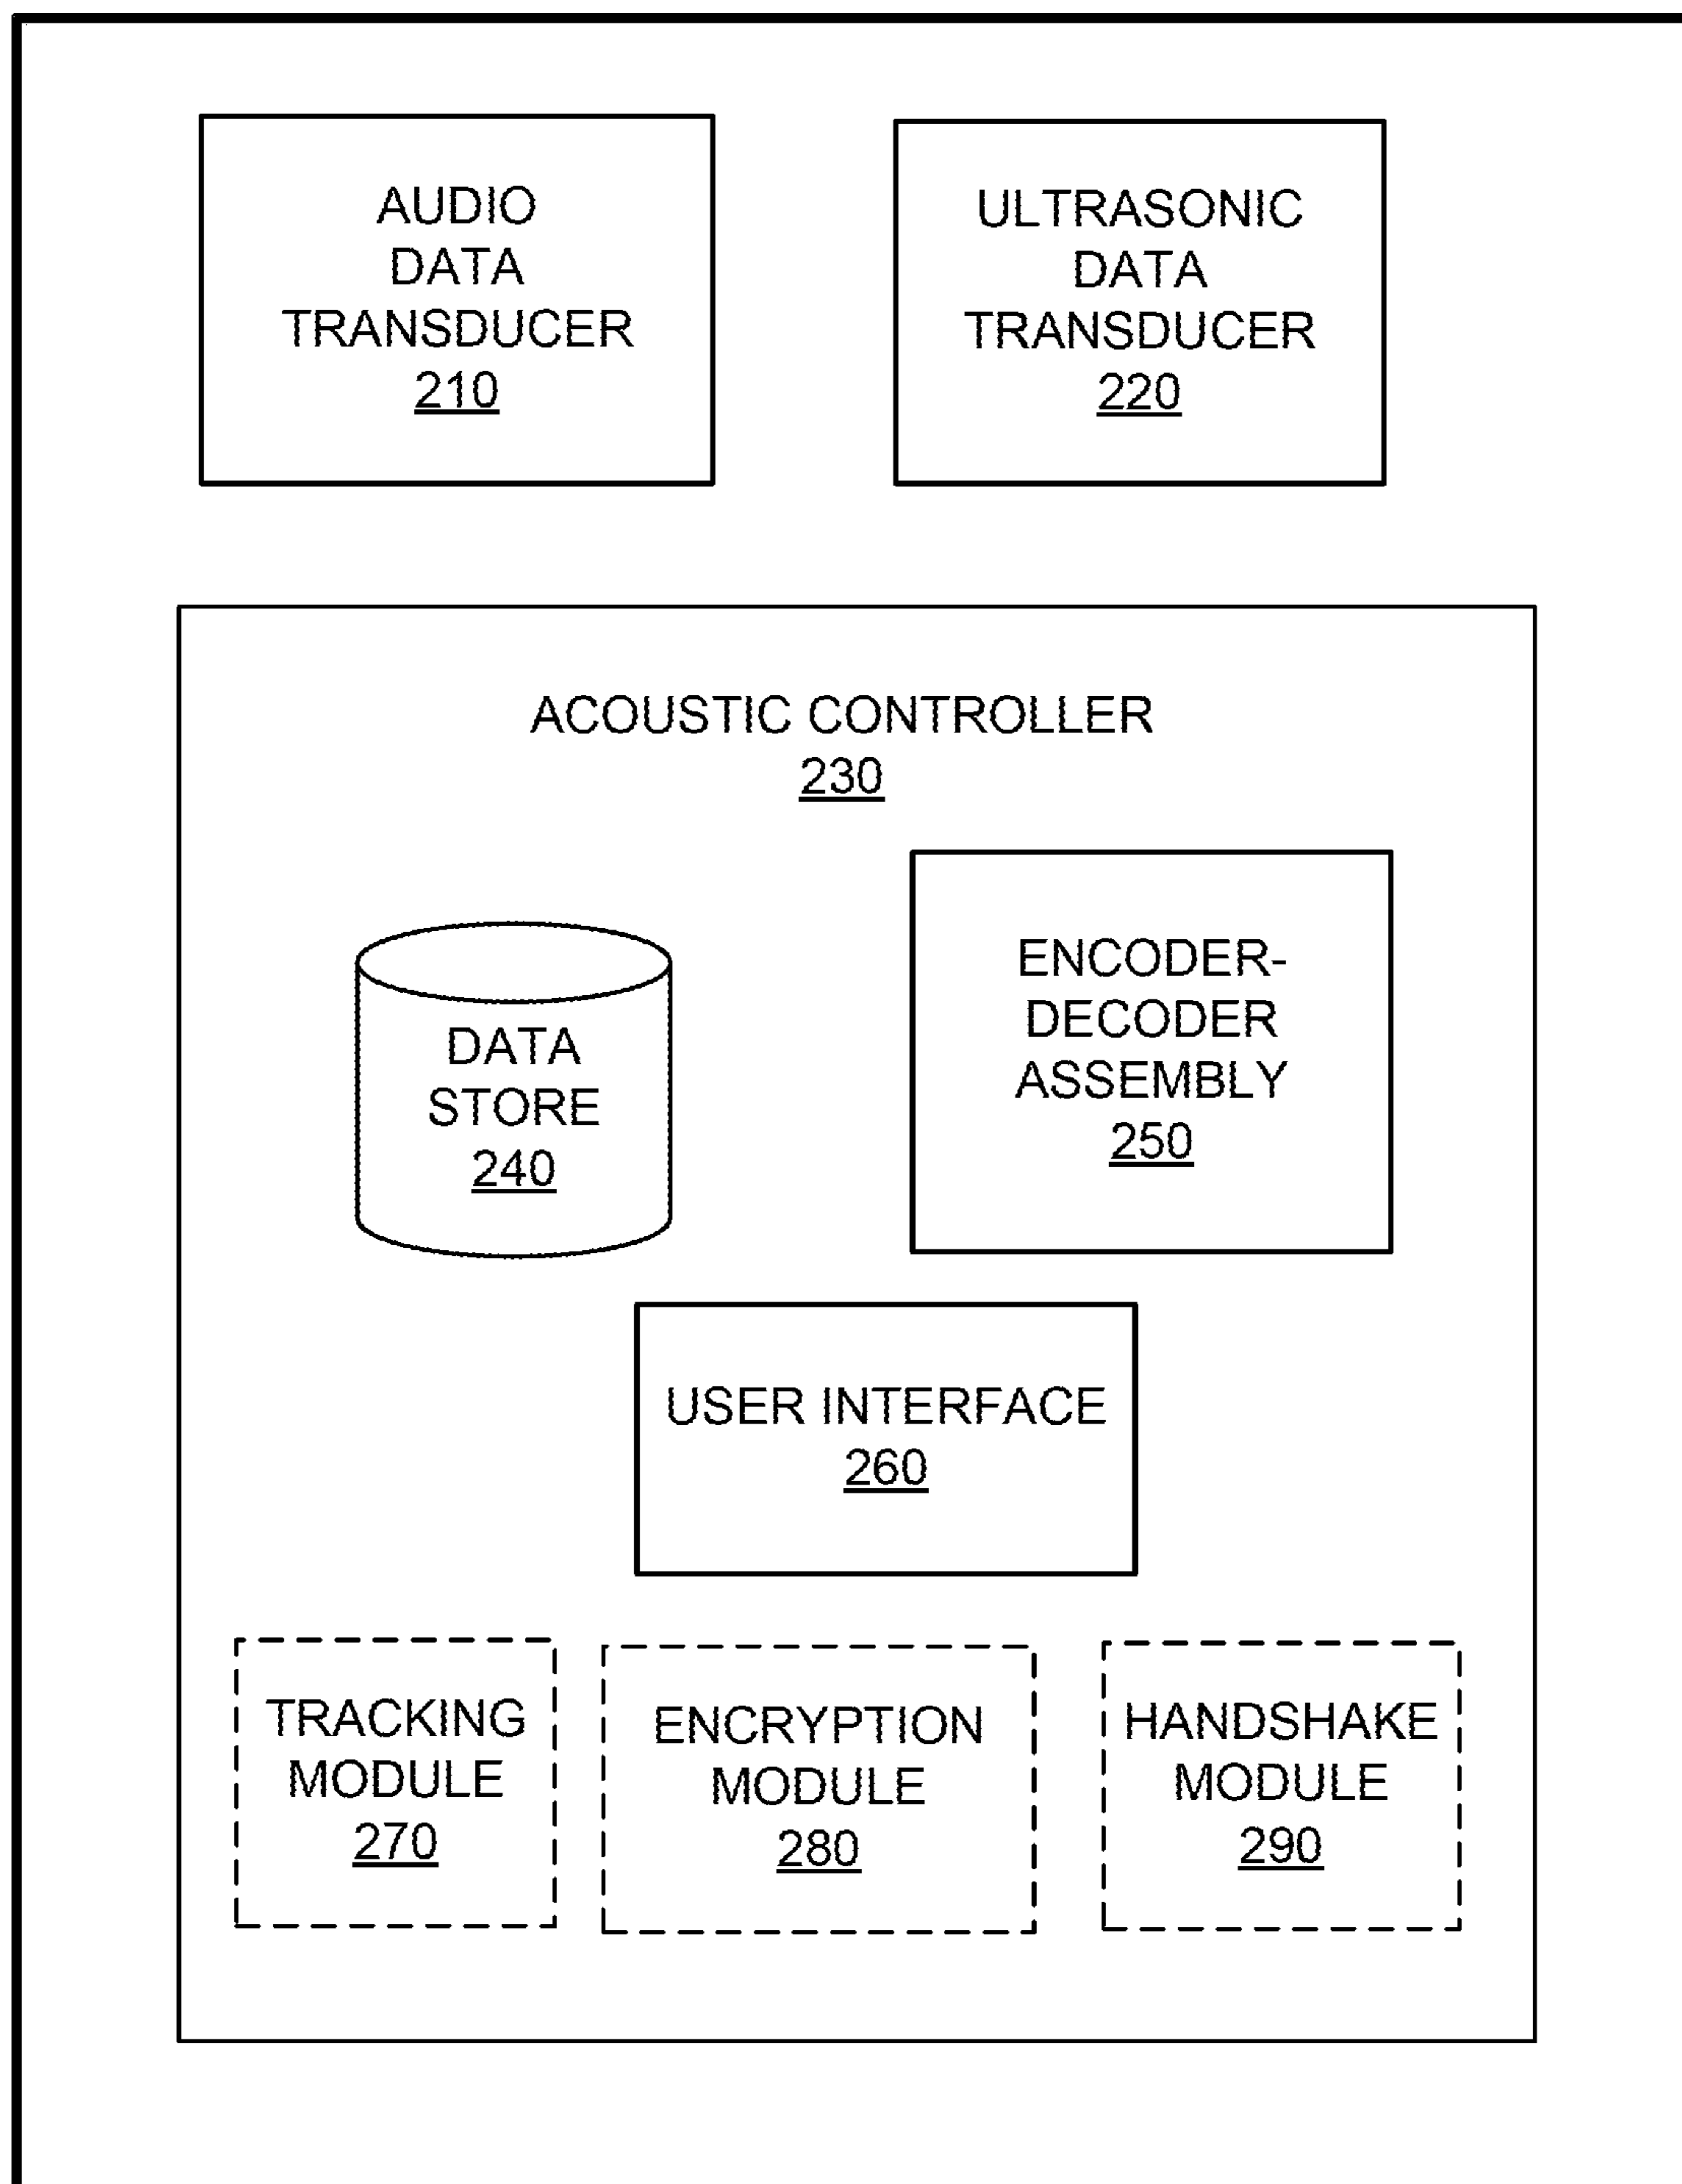 AUDIO
DATA
TRANSDUCER
210
ULTRASONIC
DATA
TRANSDUCER
220
ACOUSTIC CONTROLLER
230
DATA
STORE
240
ENCODER-
DECODER
ASSEMBLY
250
USER INTERFACE
260
TRACKING
MODULE
270
ENCRYPTION
MODULE
280
HANDSHAKE
MODULE
290